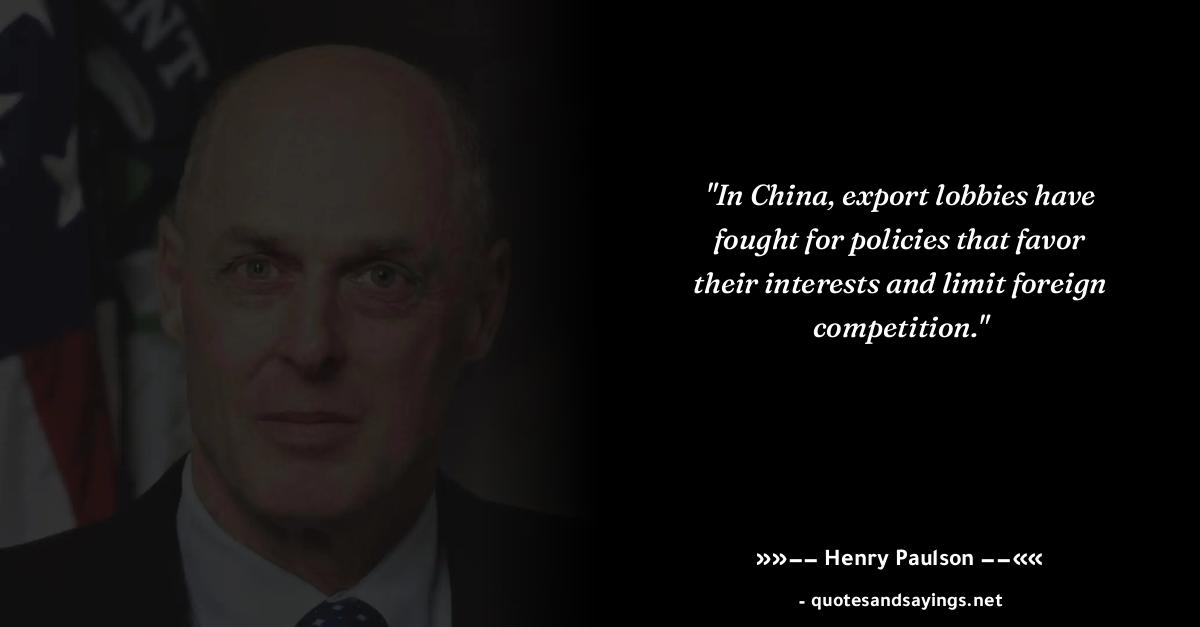 NT
"In China, export lobbies have
fought for policies that favor
their interests and limit foreign
competition."
»»−− Henry Paulson −−««
- quotesandsayings.net